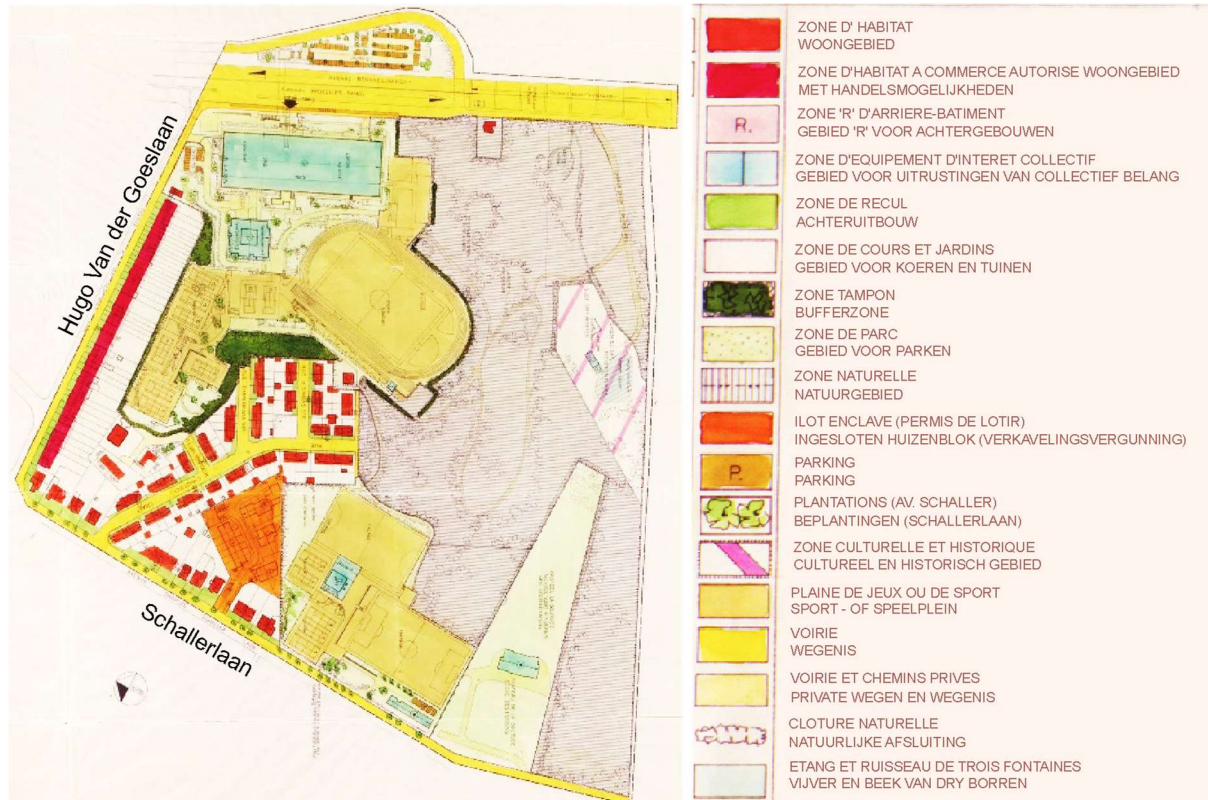 Hugo Van der Goeslaan
Schallerlaan
ZONE D' HABITAT
WOONGEBIED
ZONE D'HABITAT A COMMERCE AUTORISE WOONGEBIED
MET HANDELSMOGELIJKHEDEN
R.
ZONE 'R' D'ARRIERE-BATIMENT
GEBIED 'R' VOOR ACHTERGEBOUWEN
ZONE D'EQUIPEMENT D'INTERET COLLECTIF
GEBIED VOOR UITRUSTINGEN VAN COLLECTIEF BELANG
ZONE DE RECUL
ACHTERUITBOUW
ZONE DE COURS ET JARDINS
GEBIED VOOR KOEREN EN TUINEN
ZONE TAMPON
BUFFERZONE
ZONE DE PARC
GEBIED VOOR PARKEN
ZONE NATURELLE
NATUURGEBIED
ILOT ENCLAVE (PERMIS DE LOTIR)
INGESLOTEN HUIZENBLOK (VERKAVELINGSVERGUNNING)
P.
PARKING
PARKING
PLANTATIONS (AV. SCHALLER)
BEPLANTINGEN (SCHALLERLAAN)
ZONE CULTURELLE ET HISTORIQUE
CULTUREEL EN HISTORISCH GEBIED
PLAINE DE JEUX OU DE SPORT
SPORT - OF SPEELPLEIN
VOIRIE
WEGENIS
VOIRIE ET CHEMINS PRIVES
PRIVATE WEGEN EN WEGENIS
CLOTURE NATURELLE
NATUURLIJKE AFSLUITING
ETANG ET RUISSEAU DE TROIS FONTAINES
VIJVER EN BEEK VAN DRY BORREN